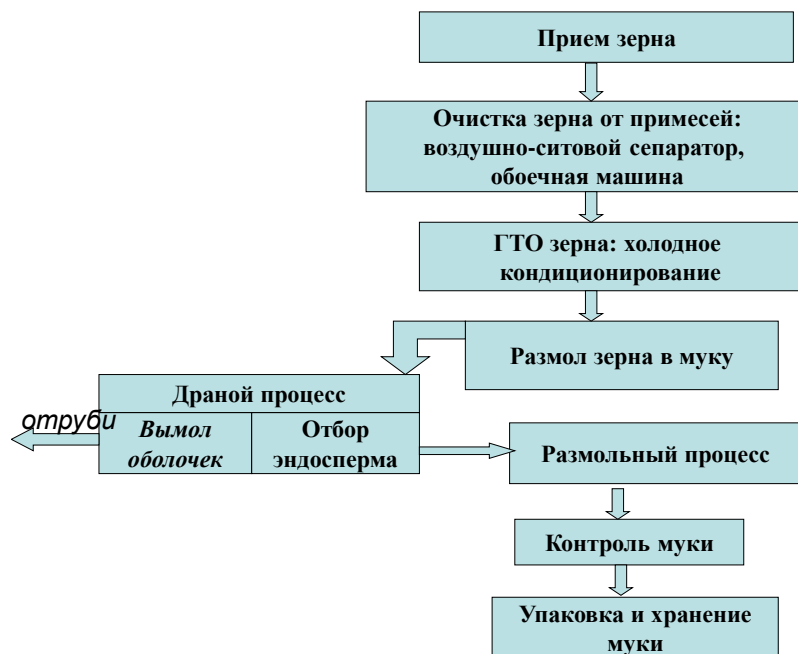 Прием зерна
Очистка зерна от примесей:
воздушно-ситовой сепаратор,
обоечная машина
ГТО зерна: холодное
кондиционирование
Размол зерна в муку
Драной процесс
отруби
Вымол
оболочек
Отбор
эндосперма
Размольный процесс
Контроль муки
Упаковка и хранение
муки